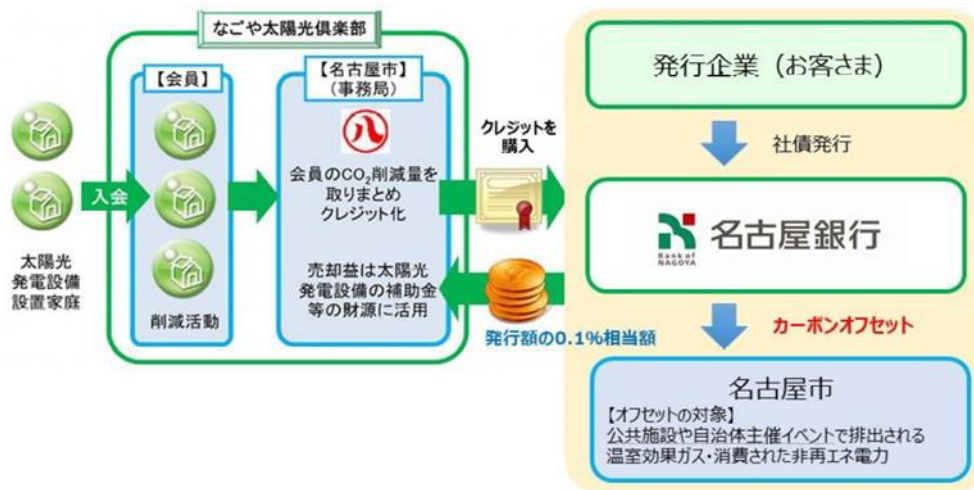 なごや太陽光倶楽部
【会員】
【名古屋市】
(事務局)
八
入会
太陽光
発電設備
設置家庭
削減活動
会員のCO₂削減量を
取りまとめ
クレジット化
売却益は太陽光
発電設備の補助金
等の財源に活用
クレジットを
購入
発行額の0.1%相当額
発行企業（お客さま）
社債発行
Bank of
NAGOYA
名古屋銀行
カーボンオフセット
名古屋市
【オフセットの対象】
公共施設や自治体主催イベントで排出される
温室効果ガス・消費された非再エネ電力